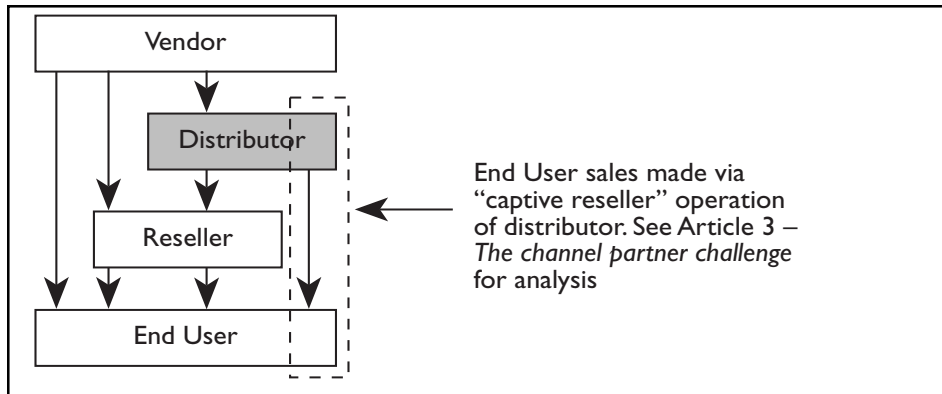 Vendor
Distributor
End User sales made via
“captive reseller” operation
of distributor. See Article 3 –
The channel partner challenge
for analysis
Reseller
End User